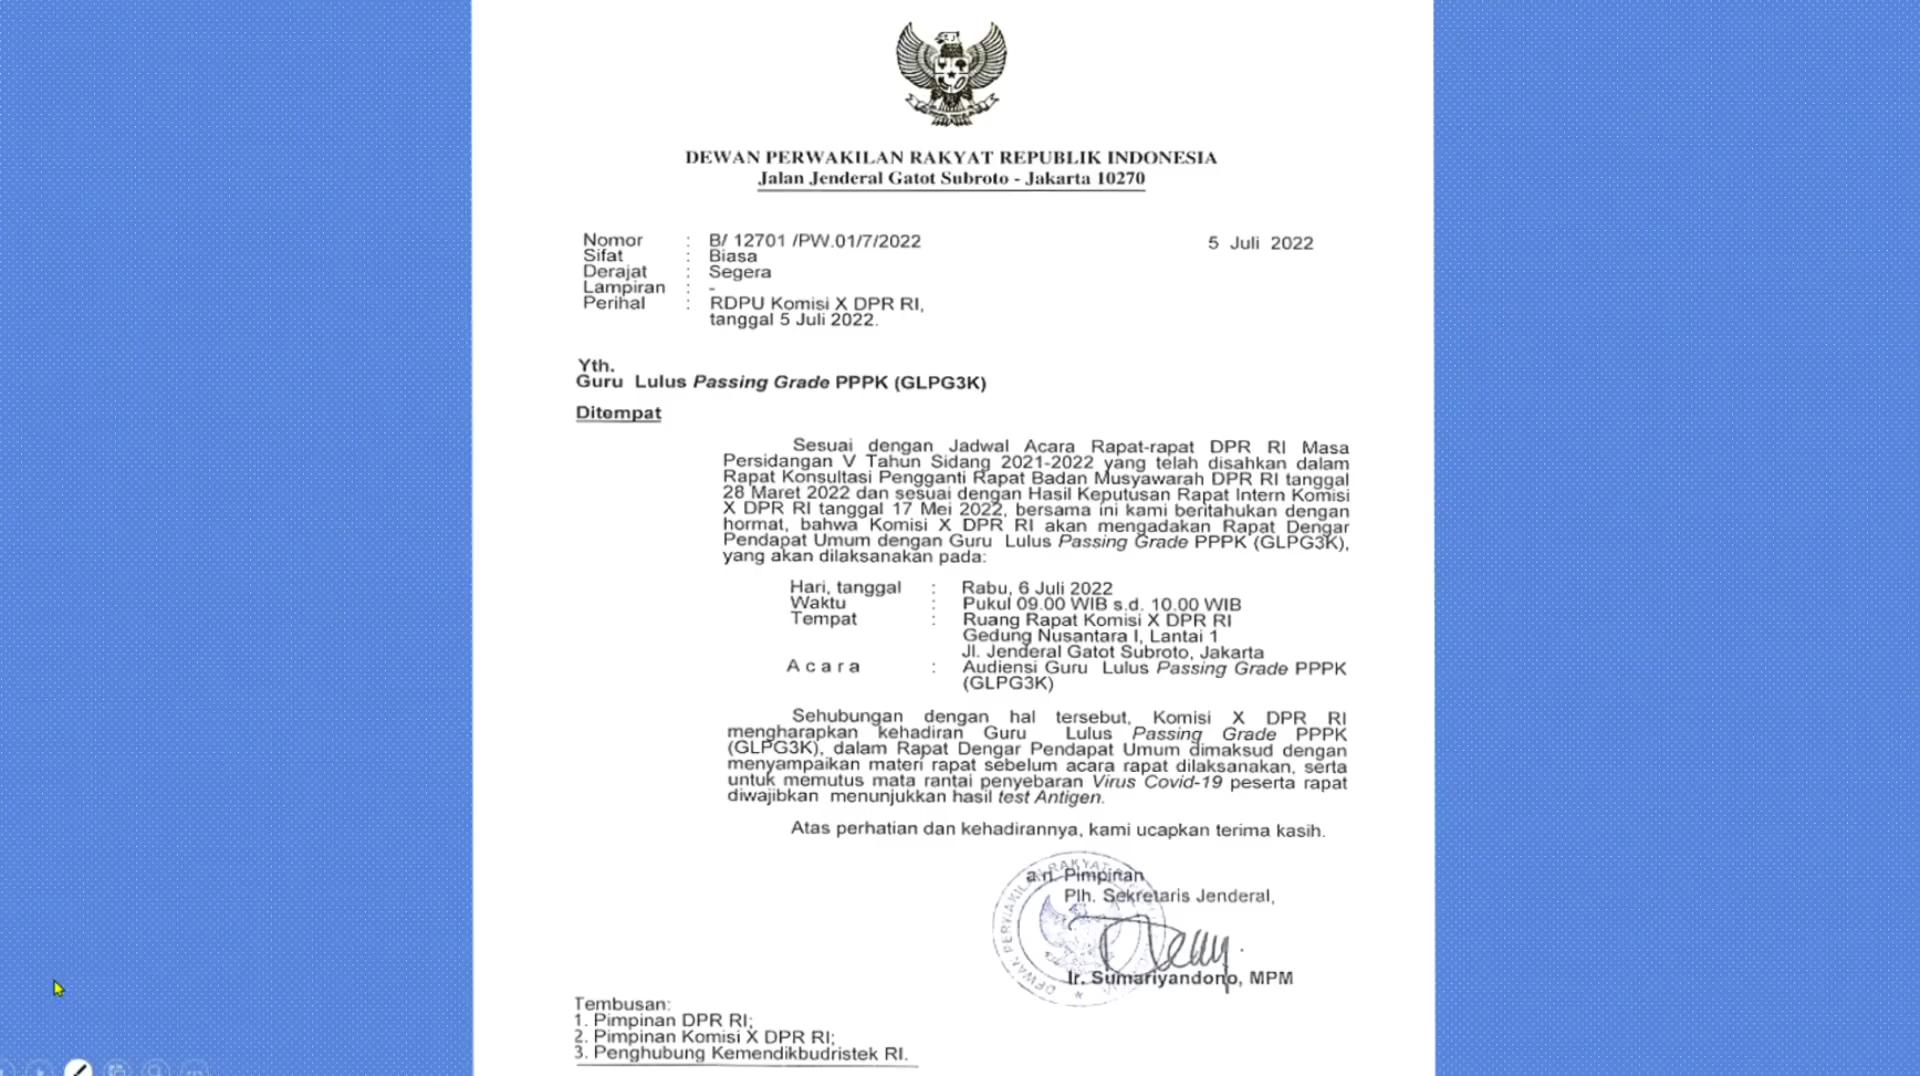 DEWAN PERWAKILAN RAKYAT REPUBLIK INDONESIA
Jalan Jenderal Gatot Subroto - Jakarta 10270
Nomor : B/ 12701 /PW.01/7/2022 5 Juli 2022
Sifat : Biasa
Derajat : Segera
Lampiran : -
Perihal : RDPU Komisi X DPR RI,
tanggal 5 Juli 2022.
Yth.
Guru Lulus Passing Grade PPPK (GLPG3K)
Ditempat
Sesuai dengan Jadwal Acara Rapat-rapat DPR RI Masa
Persidangan V Tahun Sidang 2021-2022 yang telah disahkan dalam
Rapat Konsultasi Pengganti Rapat Badan Musyawarah DPR RI tanggal
28 Maret 2022 dan sesuai dengan Hasil Keputusan Rapat Intern Komisi
X DPR RI tanggal 17 Mei 2022, bersama ini kami beritahukan dengan
hormat, bahwa Komisi X DPR RI akan mengadakan Rapat Dengar
Pendapat Umum dengan Guru Lulus Passing Grade PPPK (GLPG3K),
yang akan dilaksanakan pada:
Hari, tanggal : Rabu, 6 Juli 2022
Waktu : Pukul 09.00 WIB s.d. 10.00 WIB
Tempat : Ruang Rapat Komisi X DPR RI
Gedung Nusantara I, Lantai 1
Jl. Jenderal Gatot Subroto, Jakarta
A c a r a : Audiensi Guru Lulus Passing Grade PPPK
(GLPG3K)
Sehubungan dengan hal tersebut, Komisi X DPR RI
mengharapkan kehadiran Guru Lulus Passing Grade PPPK
(GLPG3K), dalam Rapat Dengar Pendapat Umum dimaksud dengan
menyampaikan materi rapat sebelum acara rapat dilaksanakan, serta
untuk memutus mata rantai penyebaran Virus Covid-19 peserta rapat
diwajibkan menunjukkan hasil test Antigen.
Atas perhatian dan kehadirannya, kami ucapkan terima kasih.
a.n. Pimpinan
Plh. Sekretaris Jenderal,
Ir. Sumariyandono, MPM
Tembusan:
1. Pimpinan DPR RI;
2. Pimpinan Komisi X DPR RI;
3. Penghubung Kemendikbudristek RI.